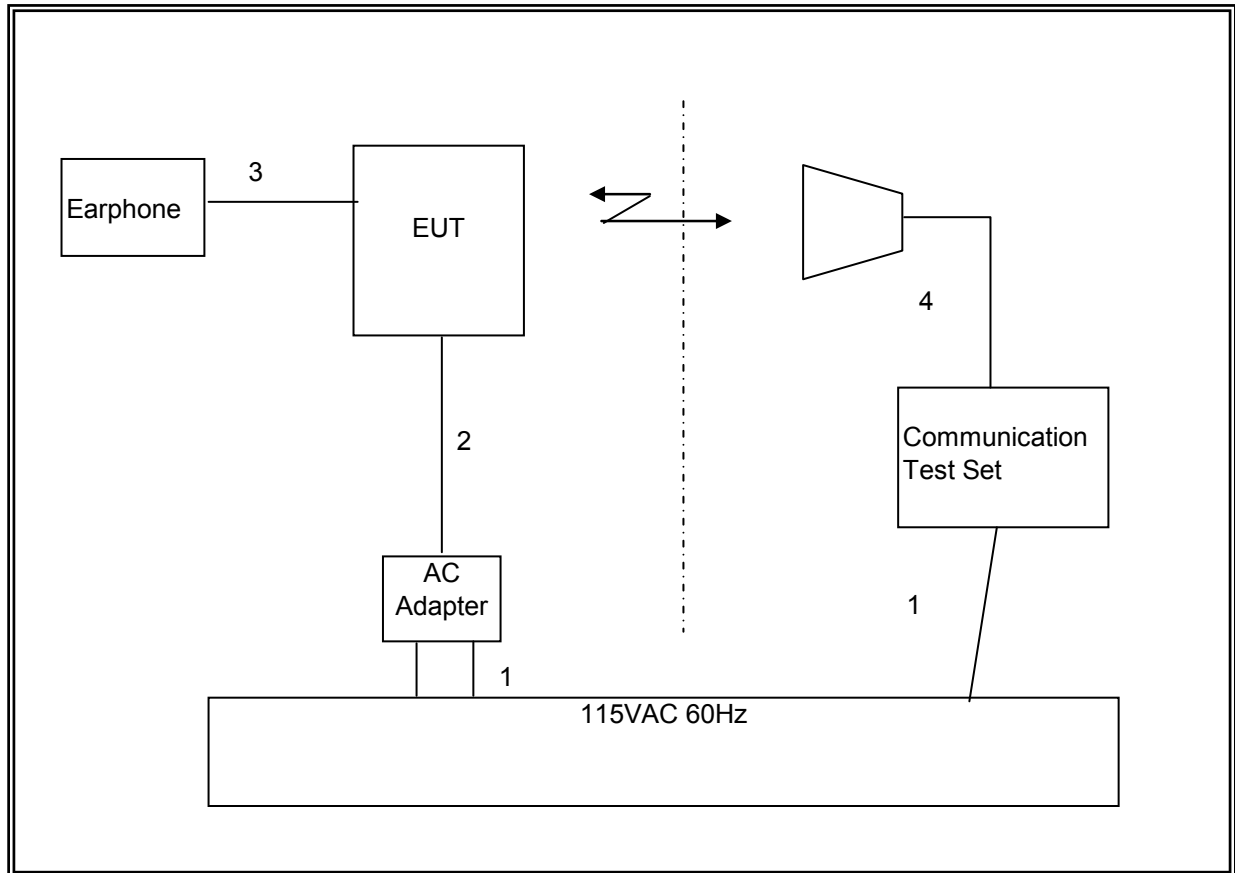 3
Earphone
EUT
4
2
Communication
Test Set
AC
Adapter
1
1
115VAC 60Hz